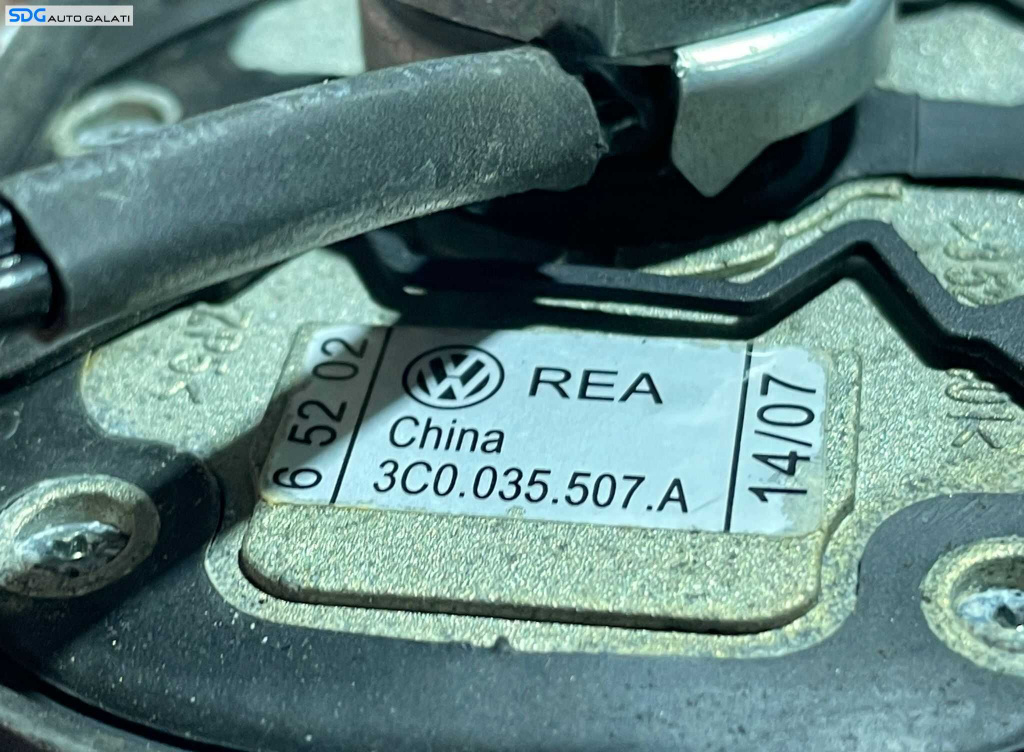 SDG AUTO GALATI
6 52 02
REA
China
3C0.035.507.A
14/07